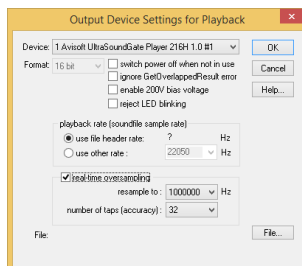 Output Device Settings for Playback
Device: 1 Avisoft UltraSoundGate Player 216H 1.0 #1 OK
Format: 16 bit switch power off when not in use Cancel
ignore GetOverlappedResult error
enable 200V bias voltage Help...
reject LED blinking
playback rate (soundfile sample rate)
use file header rate: ? Hz
use other rate : 22050 Hz
real-time oversampling
resample to : 1000000 Hz
number of taps (accuracy) : 32
File: File...